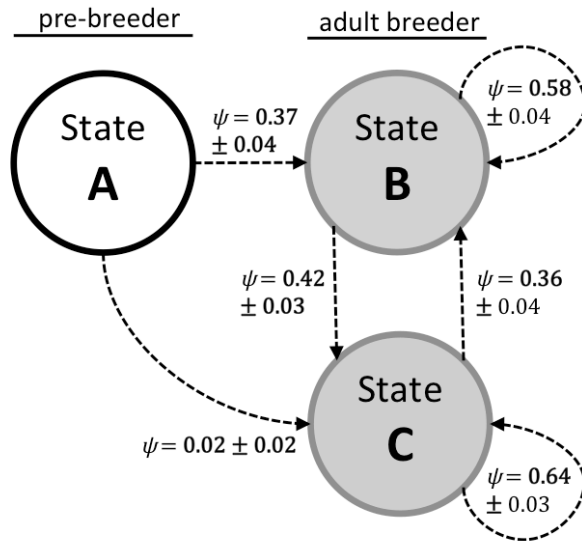 pre-breeder
adult breeder
State
A
ψ = 0.37
± 0.04
State
B
ψ = 0.58
± 0.04
ψ = 0.42
± 0.03
ψ = 0.36
± 0.04
ψ = 0.02 ± 0.02
State
C
ψ = 0.64
± 0.03